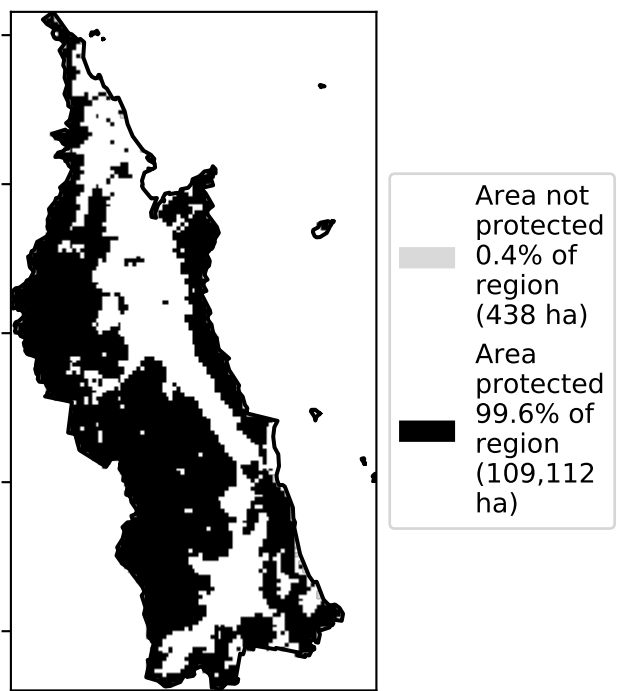 Area not
protected
0.4% of
region
(438 ha)
Area
protected
99.6% of
region
(109,112
ha)